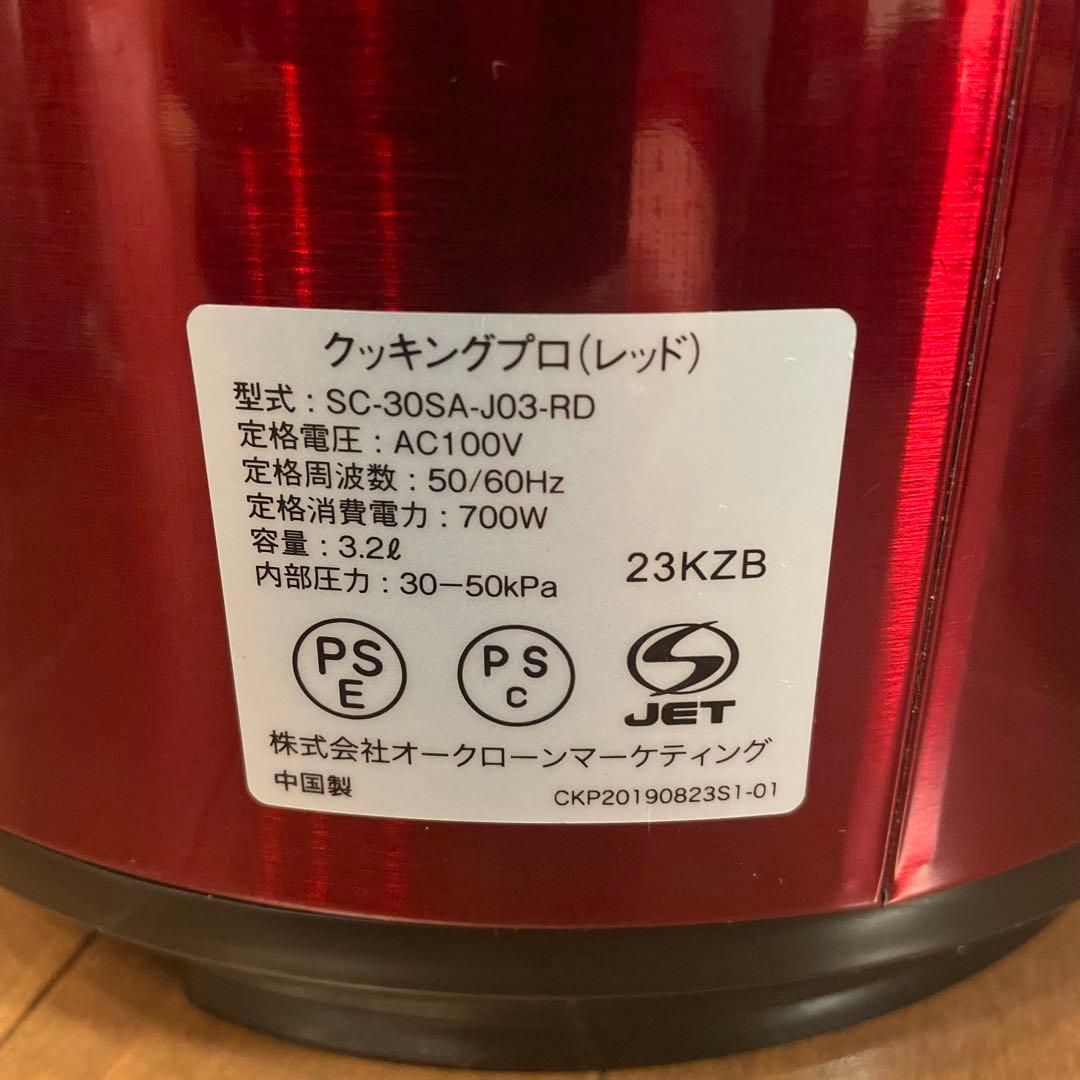 クッキングプロ(レッド)
型式：SC-30SA-J03-RD
定格電圧：AC100V
定格周波数：50/60Hz
定格消費電力：700W
容量：3.2ℓ
内部圧力：30－50kPa
23KZB
PS
E
PS
C
JET
株式会社オークローンマーケティング
中国製
CKP20190823S1-01